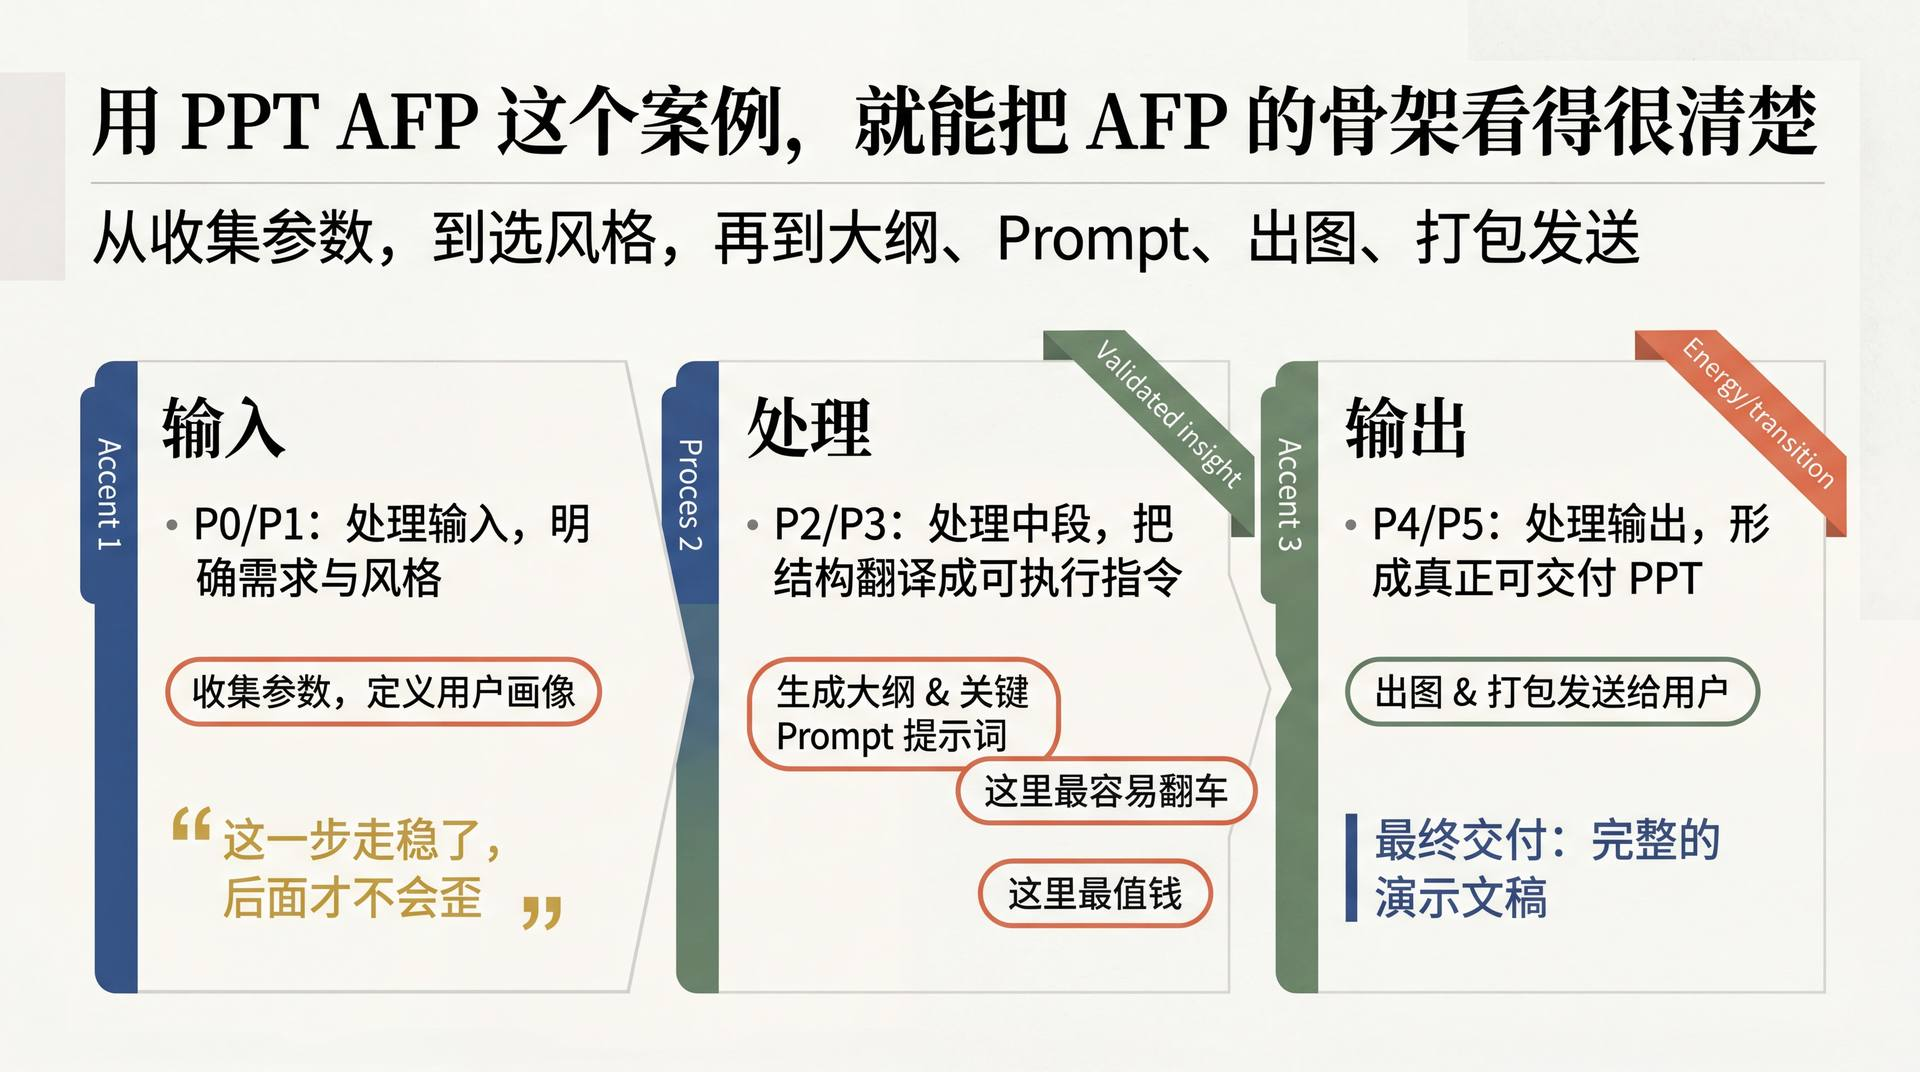 用 PPT AFP 这个案例，就能把 AFP 的骨架看得很清楚
从收集参数，到选风格，再到大纲、Prompt、出图、打包发送
Accent 1
输入
• P0/P1：处理输入，明
确需求与风格
收集参数，定义用户画像
“这一步走稳了，
后面才不会歪”
Proces 2
处理
Validated insight
• P2/P3：处理中段，把
结构翻译成可执行指令
生成大纲 & 关键
Prompt 提示词
这里最容易翻车
这里最值钱
Accent 3
输出
Energy/transition
• P4/P5：处理输出，形
成真正可交付 PPT
出图 & 打包发送给用户
最终交付：完整的
演示文稿